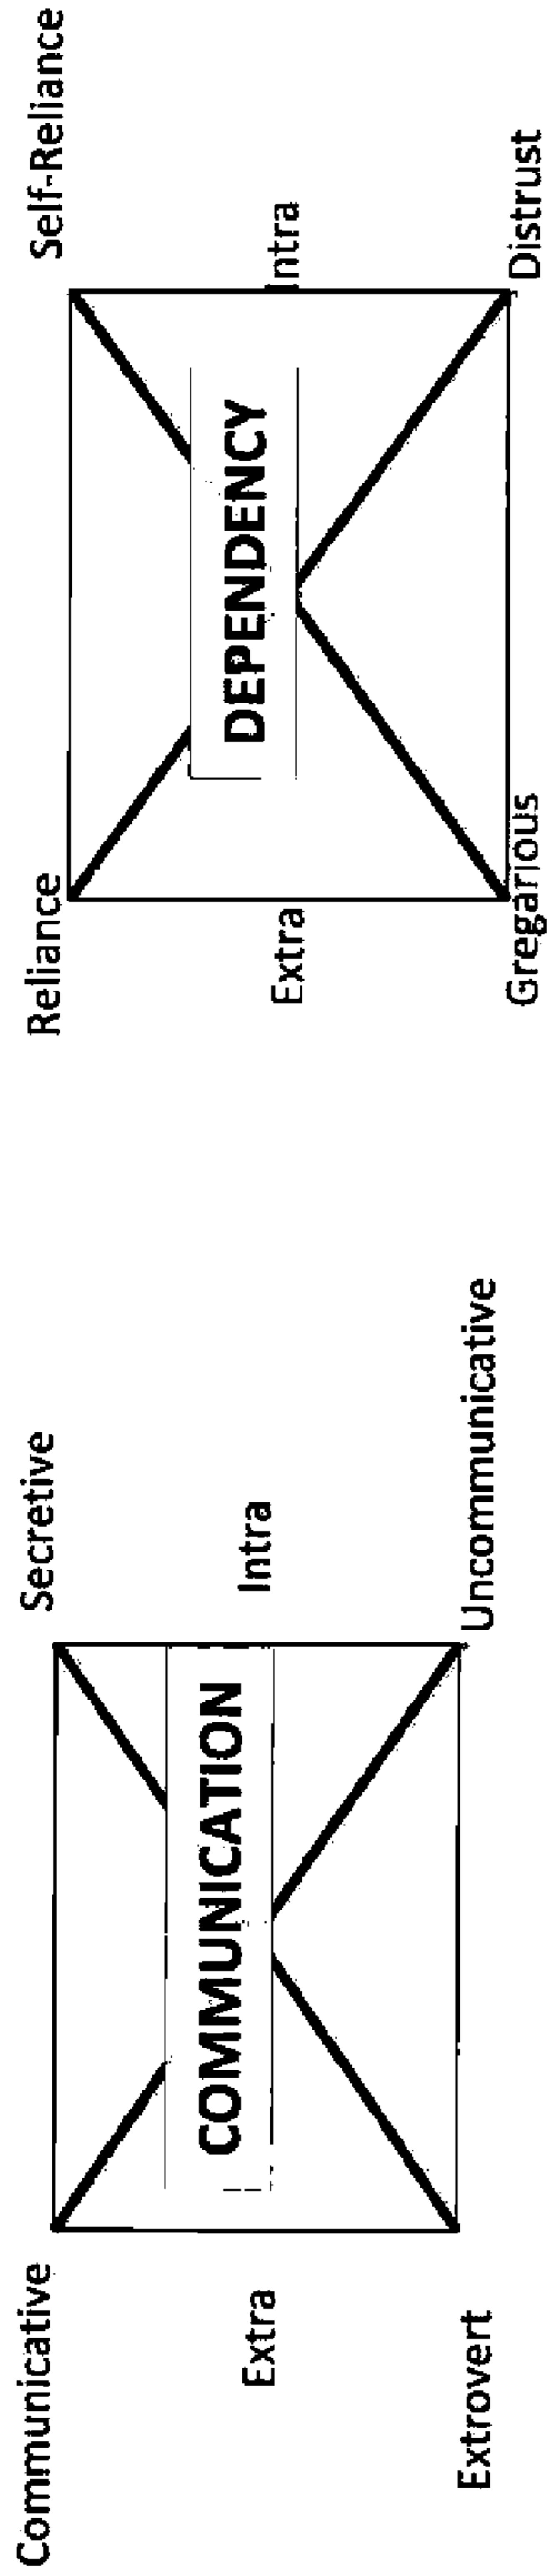 Communicative
Secretive
COMMUNICATION
Extra
Intra
Extrovert
Uncommunicative
Reliance
Self-Reliance
DEPENDENCY
Extra
Intra
Gregarious
Distrust